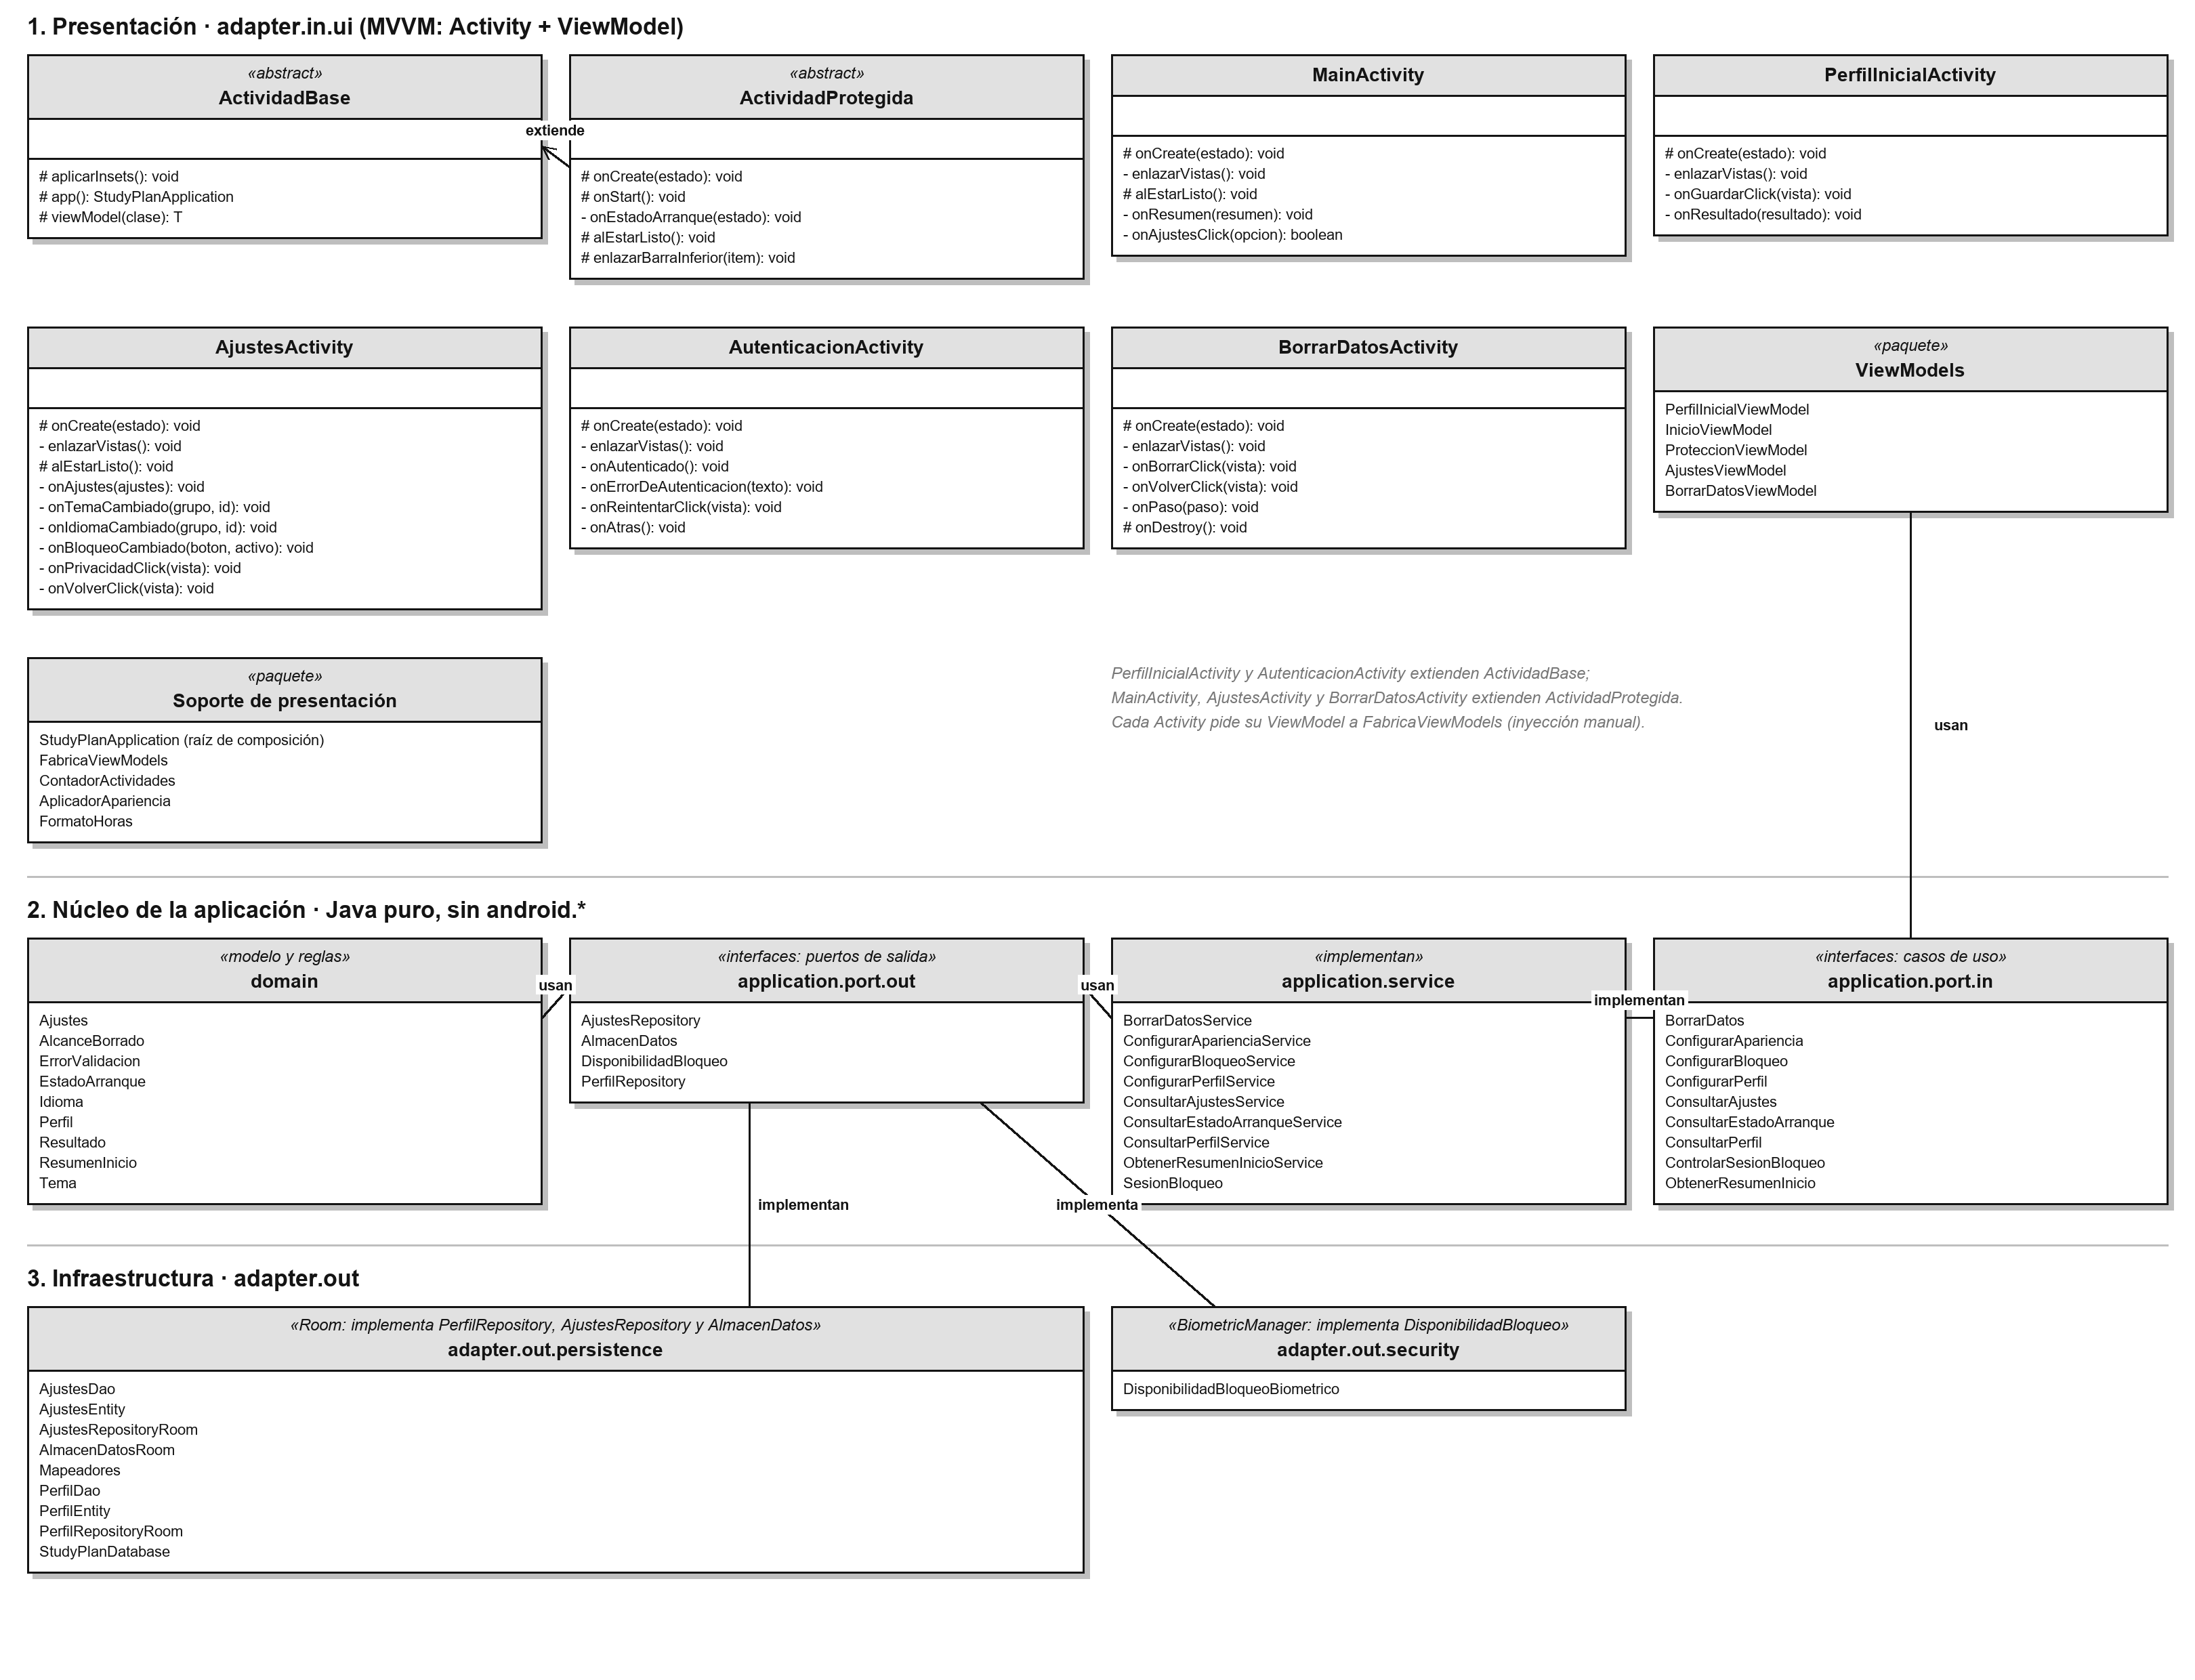 1. Presentación · adapter.in.ui (MVVM: Activity + ViewModel)
«abstract»
ActividadBase
# aplicarInsets(): void
# app(): StudyPlanApplication
# viewModel(clase): T
extiende
«abstract»
ActividadProtegida
# onCreate(estado): void
# onStart(): void
- onEstadoArranque(estado): void
# alEstarListo(): void
# enlazarBarraInferior(item): void
MainActivity
# onCreate(estado): void
- enlazarVistas(): void
# alEstarListo(): void
- onResumen(resumen): void
- onAjustesClick(opcion): boolean
PerfilInicialActivity
# onCreate(estado): void
- enlazarVistas(): void
- onGuardarClick(vista): void
- onResultado(resultado): void
AjustesActivity
# onCreate(estado): void
- enlazarVistas(): void
# alEstarListo(): void
- onAjustes(ajustes): void
- onTemaCambiado(grupo, id): void
- onIdiomaCambiado(grupo, id): void
- onBloqueoCambiado(boton, activo): void
- onPrivacidadClick(vista): void
- onVolverClick(vista): void
AutenticacionActivity
# onCreate(estado): void
- enlazarVistas(): void
- onAutenticado(): void
- onErrorDeAutenticacion(texto): void
- onReintentarClick(vista): void
- onAtras(): void
BorrarDatosActivity
# onCreate(estado): void
- enlazarVistas(): void
- onBorrarClick(vista): void
- onVolverClick(vista): void
- onPaso(paso): void
# onDestroy(): void
«paquete»
ViewModels
PerfilInicialViewModel
InicioViewModel
ProteccionViewModel
AjustesViewModel
BorrarDatosViewModel
«paquete»
Soporte de presentación
StudyPlanApplication (raíz de composición)
FabricaViewModels
ContadorActividades
AplicadorApariencia
FormatoHoras
PerfilInicialActivity y AutenticacionActivity extienden ActividadBase;
MainActivity, AjustesActivity y BorrarDatosActivity extienden ActividadProtegida.
Cada Activity pide su ViewModel a FabricaViewModels (inyección manual).
usan
2. Núcleo de la aplicación · Java puro, sin android.*
«modelo y reglas»
domain
Ajustes
AlcanceBorrado
ErrorValidacion
EstadoArranque
Idioma
Perfil
Resultado
ResumenInicio
Tema
usan
«interfaces: puertos de salida»
application.port.out
AjustesRepository
AlmacenDatos
DisponibilidadBloqueo
PerfilRepository
usan
«implementan»
application.service
BorrarDatosService
ConfigurarAparienciaService
ConfigurarBloqueoService
ConfigurarPerfilService
ConsultarAjustesService
ConsultarEstadoArranqueService
ConsultarPerfilService
ObtenerResumenInicioService
SesionBloqueo
implementan
«interfaces: casos de uso»
application.port.in
BorrarDatos
ConfigurarApariencia
ConfigurarBloqueo
ConfigurarPerfil
ConsultarAjustes
ConsultarEstadoArranque
ConsultarPerfil
ControlarSesionBloqueo
ObtenerResumenInicio
implementan
implementa
3. Infraestructura · adapter.out
«Room: implementa PerfilRepository, AjustesRepository y AlmacenDatos»
adapter.out.persistence
AjustesDao
AjustesEntity
AjustesRepositoryRoom
AlmacenDatosRoom
Mapeadores
PerfilDao
PerfilEntity
PerfilRepositoryRoom
StudyPlanDatabase
«BiometricManager: implementa DisponibilidadBloqueo»
adapter.out.security
DisponibilidadBloqueoBiometrico